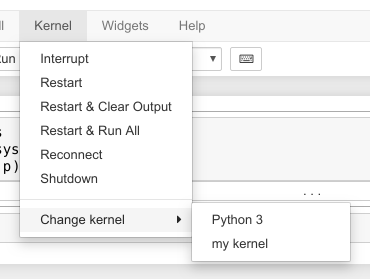 Kernel Widgets Help
Interrupt
Restart
Restart & Clear Output
Restart & Run All
Reconnect
Shutdown
sys
p)
...
Change kernel
Python 3
my kernel